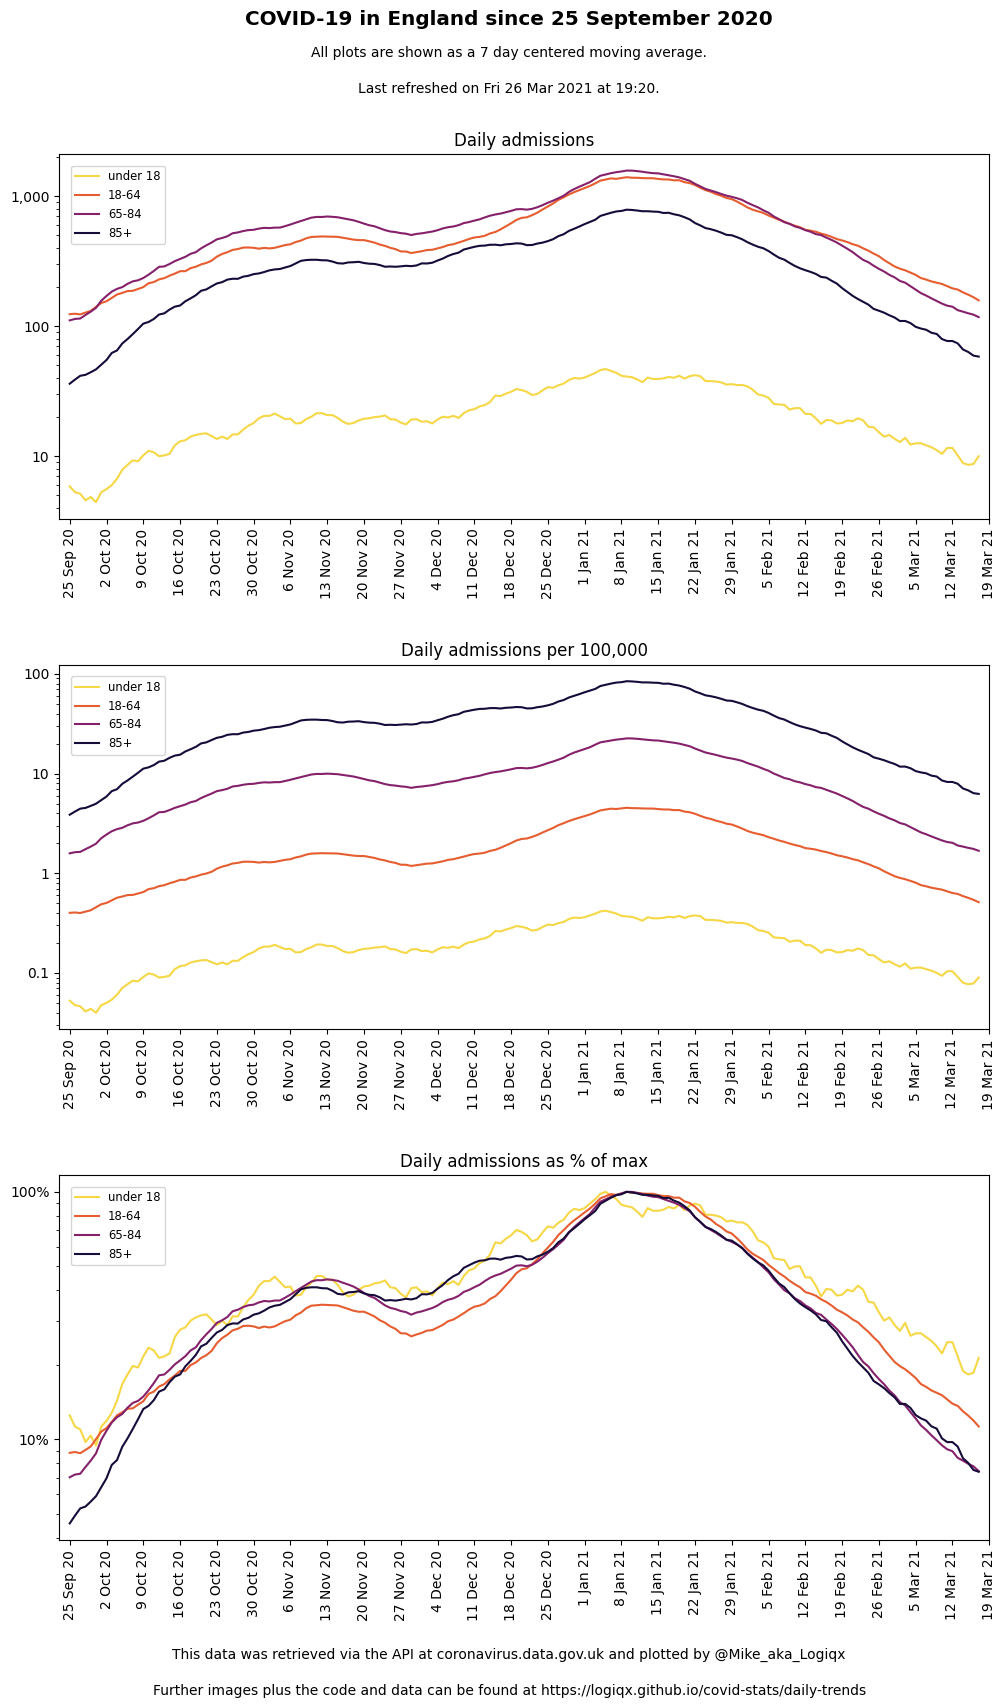 COVID-19 in England since 25 September 2020
All plots are shown as a 7 day centered moving average.
Last refreshed on Fri 26 Mar 2021 at 19:20.
Daily admissions
under 18
18-64
65-84
85+
1,000
100
10
25 Sep 20
2 Oct 20
9 Oct 20
16 Oct 20
23 Oct 20
30 Oct 20
6 Nov 20
13 Nov 20
20 Nov 20
27 Nov 20
4 Dec 20
11 Dec 20
18 Dec 20
25 Dec 20
1 Jan 21
8 Jan 21
15 Jan 21
22 Jan 21
29 Jan 21
5 Feb 21
12 Feb 21
19 Feb 21
26 Feb 21
5 Mar 21
12 Mar 21
19 Mar 21
Daily admissions per 100,000
under 18
18-64
65-84
85+
100
10
1
0.1
25 Sep 20
2 Oct 20
9 Oct 20
16 Oct 20
23 Oct 20
30 Oct 20
6 Nov 20
13 Nov 20
20 Nov 20
27 Nov 20
4 Dec 20
11 Dec 20
18 Dec 20
25 Dec 20
1 Jan 21
8 Jan 21
15 Jan 21
22 Jan 21
29 Jan 21
5 Feb 21
12 Feb 21
19 Feb 21
26 Feb 21
5 Mar 21
12 Mar 21
19 Mar 21
Daily admissions as % of max
under 18
18-64
65-84
85+
100%
10%
25 Sep 20
2 Oct 20
9 Oct 20
16 Oct 20
23 Oct 20
30 Oct 20
6 Nov 20
13 Nov 20
20 Nov 20
27 Nov 20
4 Dec 20
11 Dec 20
18 Dec 20
25 Dec 20
1 Jan 21
8 Jan 21
15 Jan 21
22 Jan 21
29 Jan 21
5 Feb 21
12 Feb 21
19 Feb 21
26 Feb 21
5 Mar 21
12 Mar 21
19 Mar 21
This data was retrieved via the API at coronavirus.data.gov.uk and plotted by @Mike_aka_Logiqx
Further images plus the code and data can be found at https://logiqx.github.io/covid-stats/daily-trends